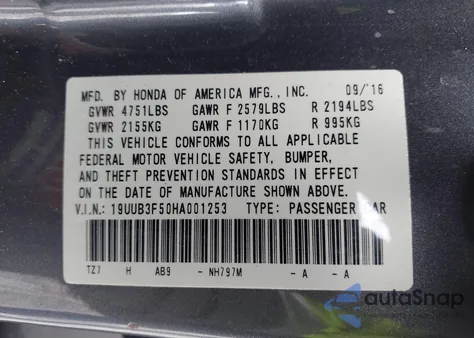 MFD. BY HONDA OF AMERICA MFG., INC. 09/'16
GVWR 4751LBS GAWR F 2579LBS R 2194LBS
GVWR 2155KG GAWR F 1170KG R 995KG
THIS VEHICLE CONFORMS TO ALL APPLICABLE
FEDERAL MOTOR VEHICLE SAFETY, BUMPER,
AND THEFT PREVENTION STANDARDS IN EFFECT
ON THE DATE OF MANUFACTURE SHOWN ABOVE.
V.I.N.: 19UUB3F50HA001253 TYPE: PASSENGER CAR
TZ7 H AB9 - NH797M - A - A
autaSnap